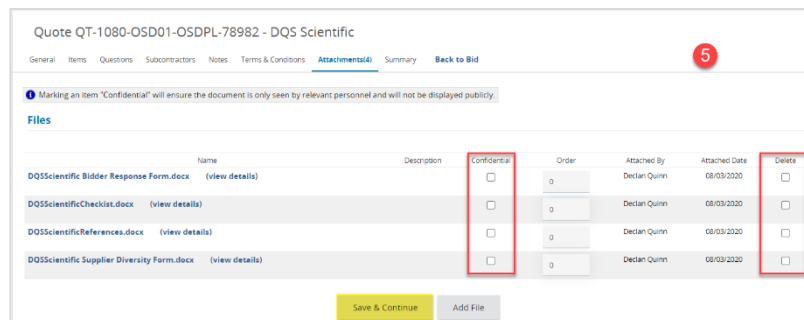 Quote QT-1080-OSD01-OSDPL-78982 - DQS Scientific
5
General Items Questions Subcontractors Notes Terms & Conditions Attachments(4) Summary Back to Bid
Marking an item "Confidential" will ensure the document is only seen by relevant personnel and will not be displayed publicly.
Files
Name Description Confidential Order Attached By Attached Date Delete
DQSScientific Bidder Response Form.docx (view details) 0 Declan Quinn 08/03/2020
DQSScientificCheckist.docx (view details) 0 Declan Quinn 08/03/2020
DQSScientificReferences.docx (view details) 0 Declan Quinn 08/03/2020
DQSScientific Supplier Diversity Form.docx (view details) 0 Declan Quinn 08/03/2020
Save & Continue Add File